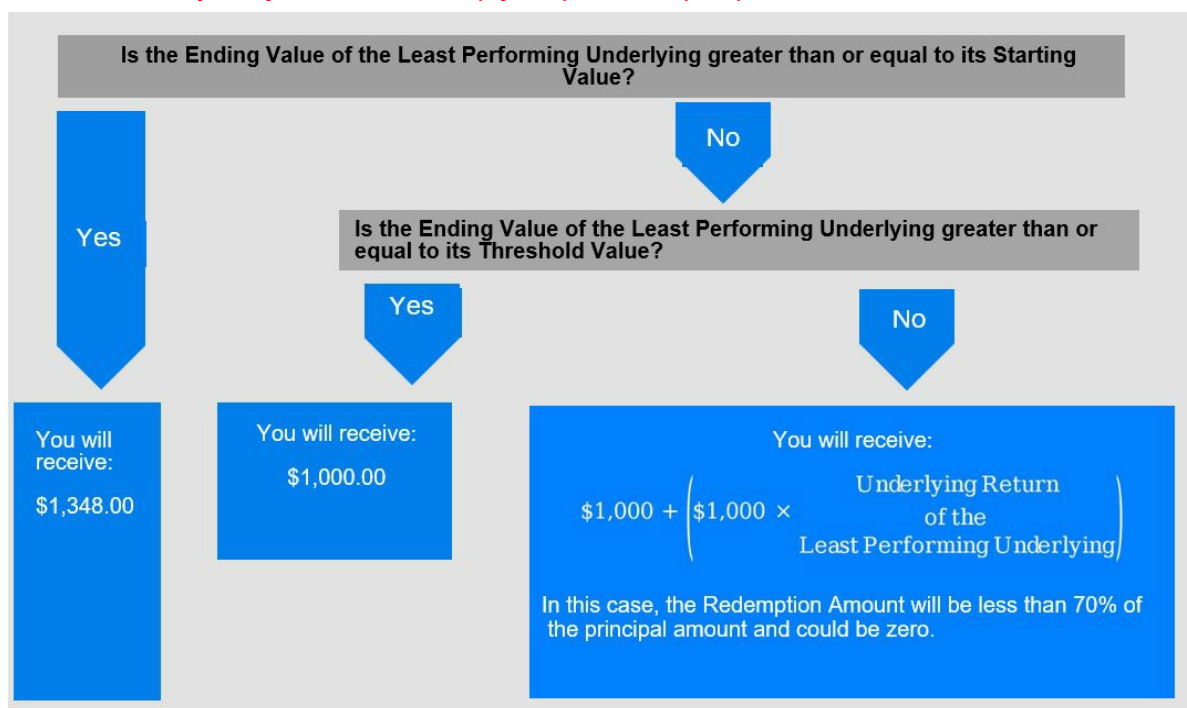 Is the Ending Value of the Least Performing Underlying greater than or equal to its Starting
Value?
No
Yes
Is the Ending Value of the Least Performing Underlying greater than or
equal to its Threshold Value?
Yes
No
You will
receive:
$1,348.00
You will receive:
$1,000.00
You will receive:
$1,000 + ($1,000 × Underlying Return
of the
Least Performing Underlying)
In this case, the Redemption Amount will be less than 70% of
the principal amount and could be zero.